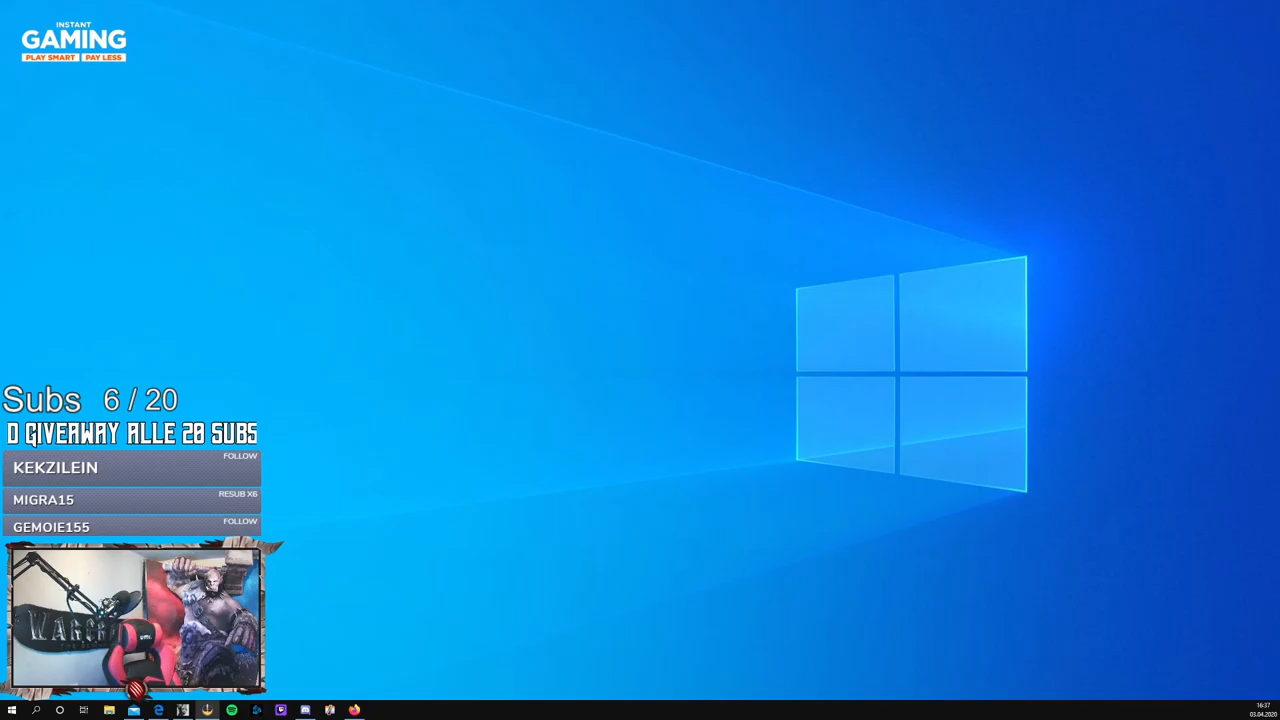 INSTANT
GAMING
PLAY SMART | PAY LESS
Subs 6 / 20
D GIVEAWAY ALLE 20 SUBS
KEKZILEIN FOLLOW
MIGRA15 RESUB X6
GEMOIE155 FOLLOW
16:37
03.04.2020